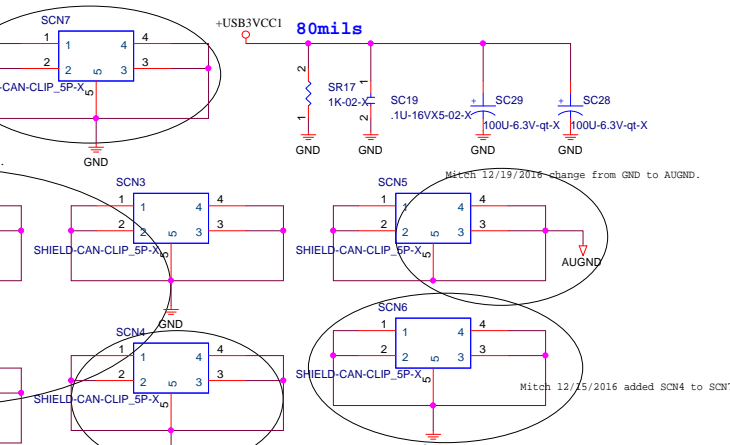 SCN7
1 1 4 4
2 2 3 3
5
5
-CAN-CLIP_5P-X
GND
+USB3VCC1
80mils
2
1
SR17
1K-02-X
1
2
SC19
.1U-16VX5-02-X
+
SC29
100U-6.3V-qt-X
+
SC28
100U-6.3V-qt-X
GND
GND
GND
GND
Mitch 12/19/2016 change from GND to AUGND.
SCN3
1 1 4 4
2 2 3 3
5
5
SHIELD-CAN-CLIP_5P-X
GND
SCN5
1 1 4 4
2 2 3 3
5
5
SHIELD-CAN-CLIP_5P-X
AUGND
SCN4
1 1 4 4
2 2 3 3
5
5
SHIELD-CAN-CLIP_5P-X
SCN6
1 1 4 4
2 2 3 3
5
5
SHIELD-CAN-CLIP_5P-X
Mitch 12/15/2016 added SCN4 to SCN7